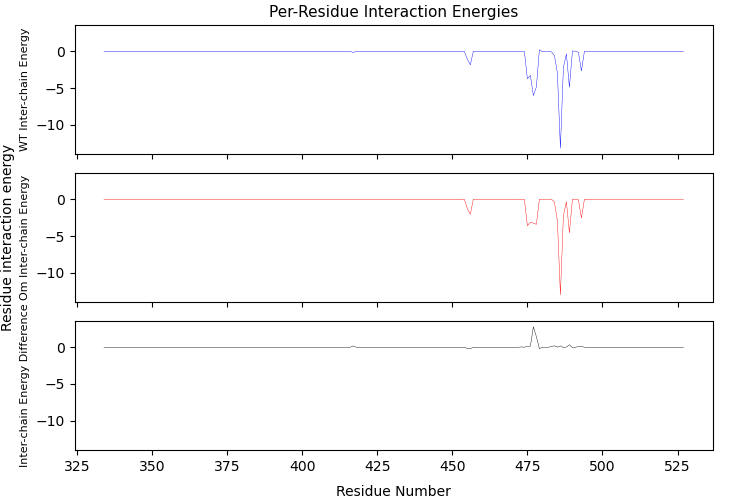 Per-Residue Interaction Energies
Residue interaction energy
WT Inter-chain Energy
0
−5
−10
Om Inter-chain Energy
0
−5
−10
Inter-chain Energy Difference
0
−5
−10
325 350 375 400 425 450 475 500 525
Residue Number